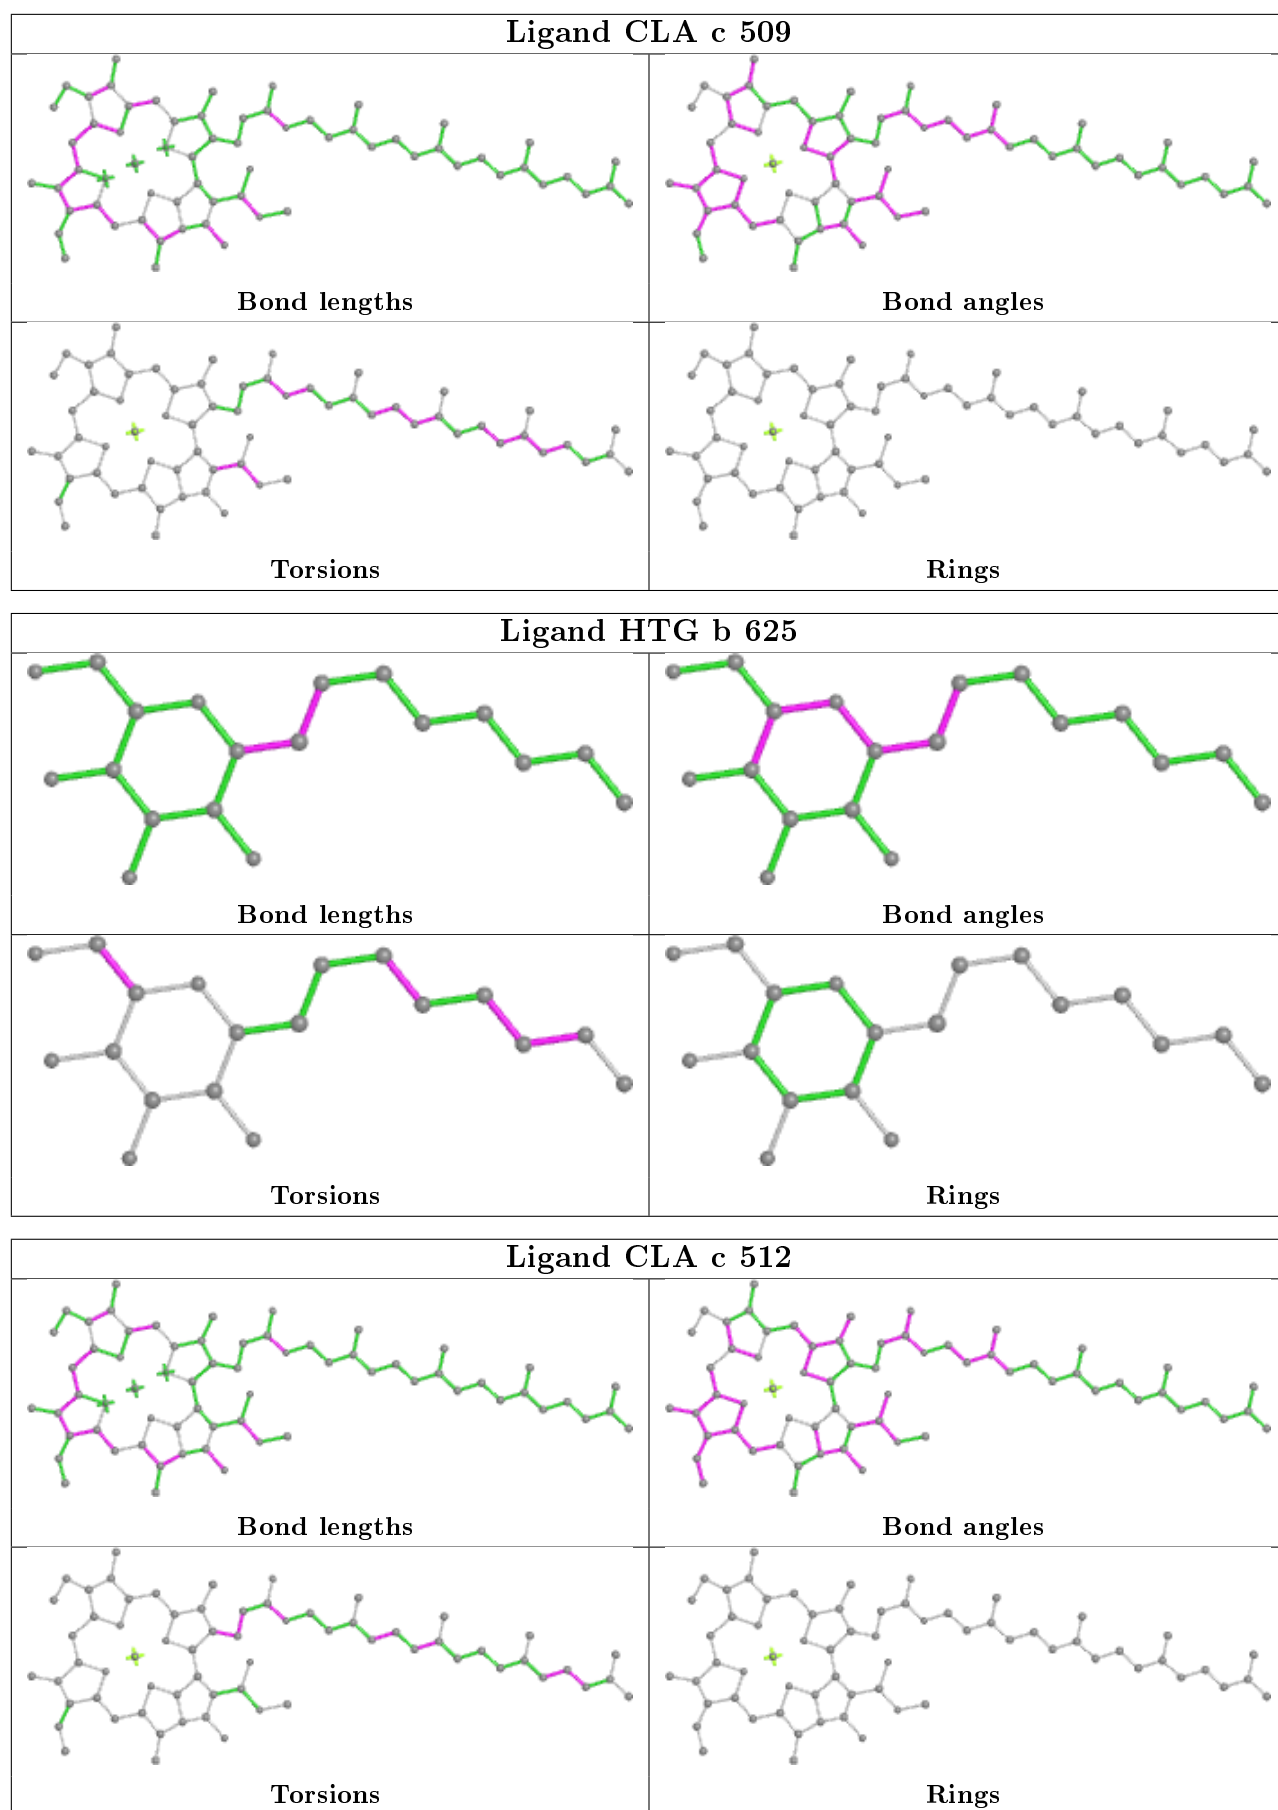 Ligand CLA c 509
Bond lengths
Bond angles
Torsions
Rings
Ligand HTG b 625
Bond lengths
Bond angles
Torsions
Rings
Ligand CLA c 512
Bond lengths
Bond angles
Torsions
Rings